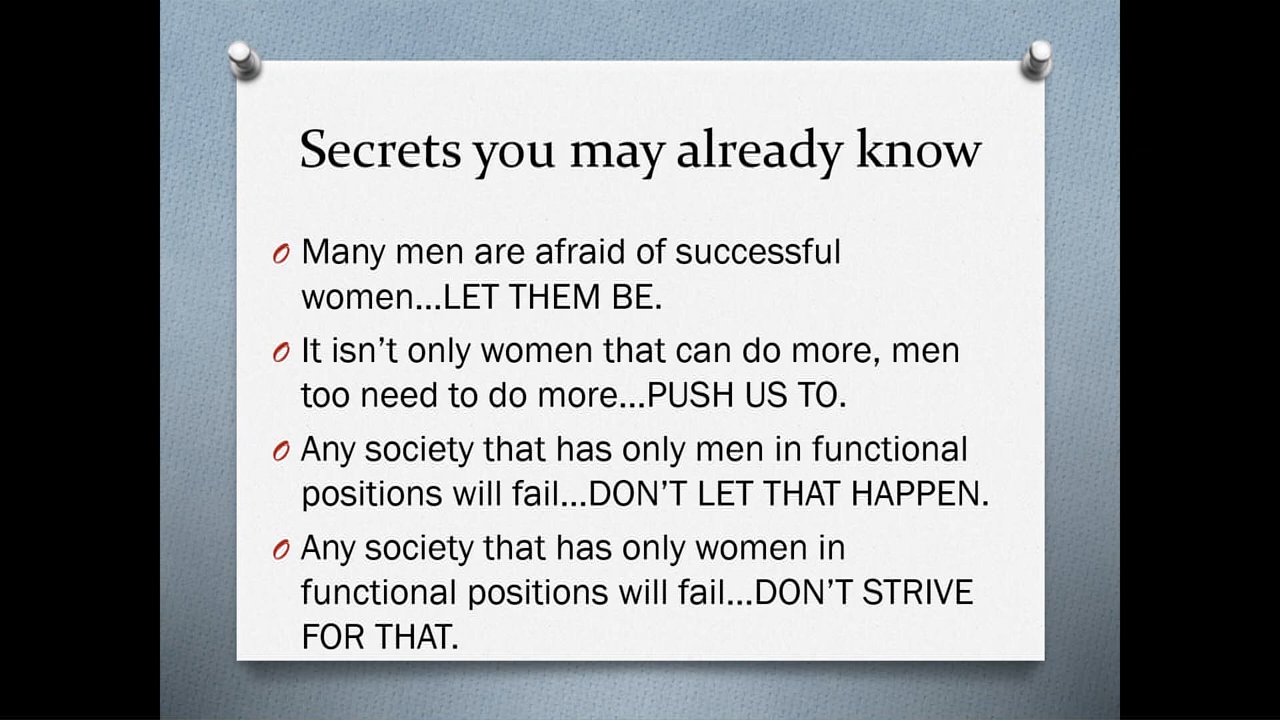 Secrets you may already know
Many men are afraid of successful
women...LET THEM BE.
It isn’t only women that can do more, men
too need to do more...PUSH US TO.
Any society that has only men in functional
positions will fail...DON’T LET THAT HAPPEN.
Any society that has only women in
functional positions will fail...DON’T STRIVE
FOR THAT.